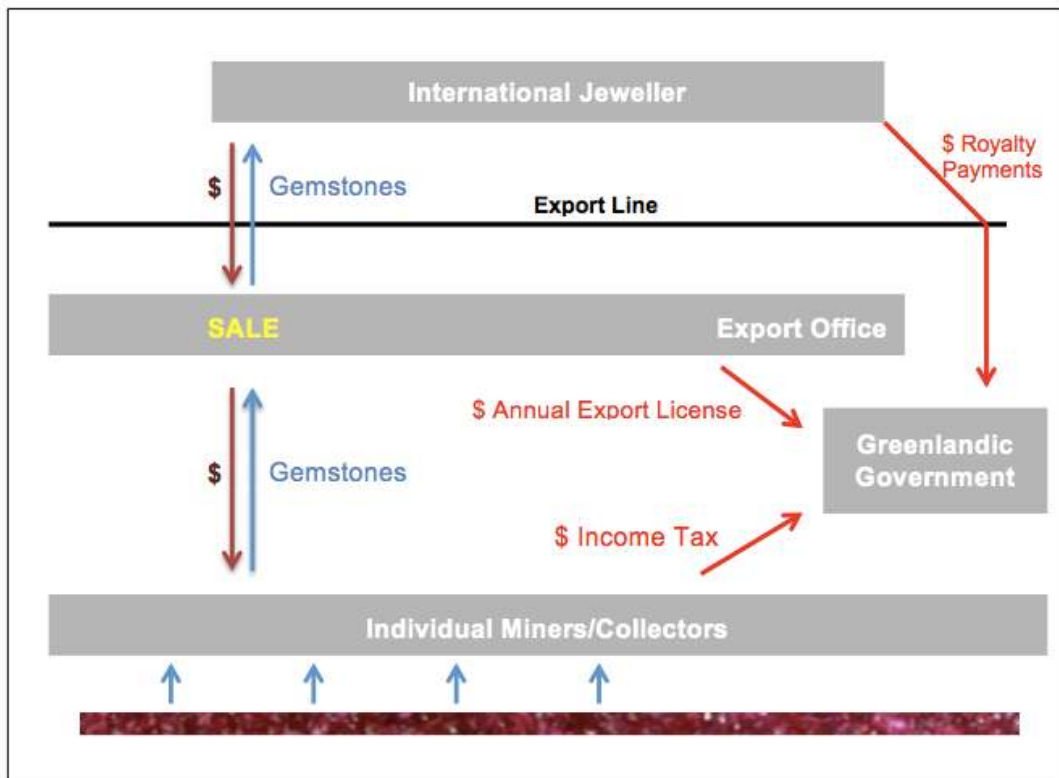 International Jeweller
$ Royalty
Payments
$ Gemstones
Export Line
SALE Export Office
$ Annual Export License
Greenlandic
Government
$ Gemstones
$ Income Tax
Individual Miners/Collectors